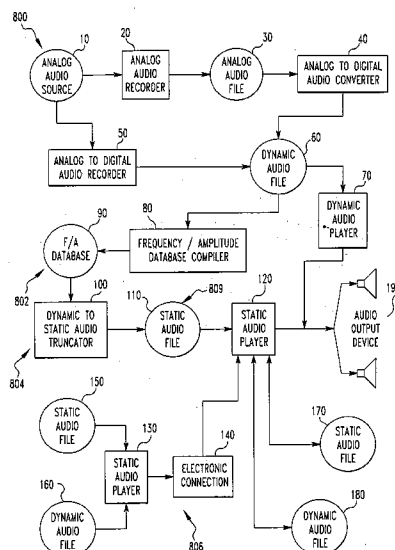 800
10
20
30
40
ANALOG
AUDIO
SOURCE
ANALOG
AUDIO
RECORDER
ANALOG
AUDIO
FILE
ANALOG TO DIGITAL
AUDIO CONVERTER
50
60
70
ANALOG TO DIGITAL
AUDIO RECORDER
DYNAMIC
AUDIO
FILE
DYNAMIC
AUDIO
PLAYER
90
80
F/A
DATABASE
FREQUENCY / AMPLITUDE
DATABASE COMPILER
802
100
110
809
120
DYNAMIC TO
STATIC AUDIO
TRUNCATOR
STATIC
AUDIO
FILE
STATIC
AUDIO
PLAYER
AUDIO
OUTPUT
DEVICE
19
804
150
130
140
170
STATIC
AUDIO
FILE
STATIC
AUDIO
PLAYER
ELECTRONIC
CONNECTION
STATIC
AUDIO
FILE
160
806
180
DYNAMIC
AUDIO
FILE
DYNAMIC
AUDIO
FILE